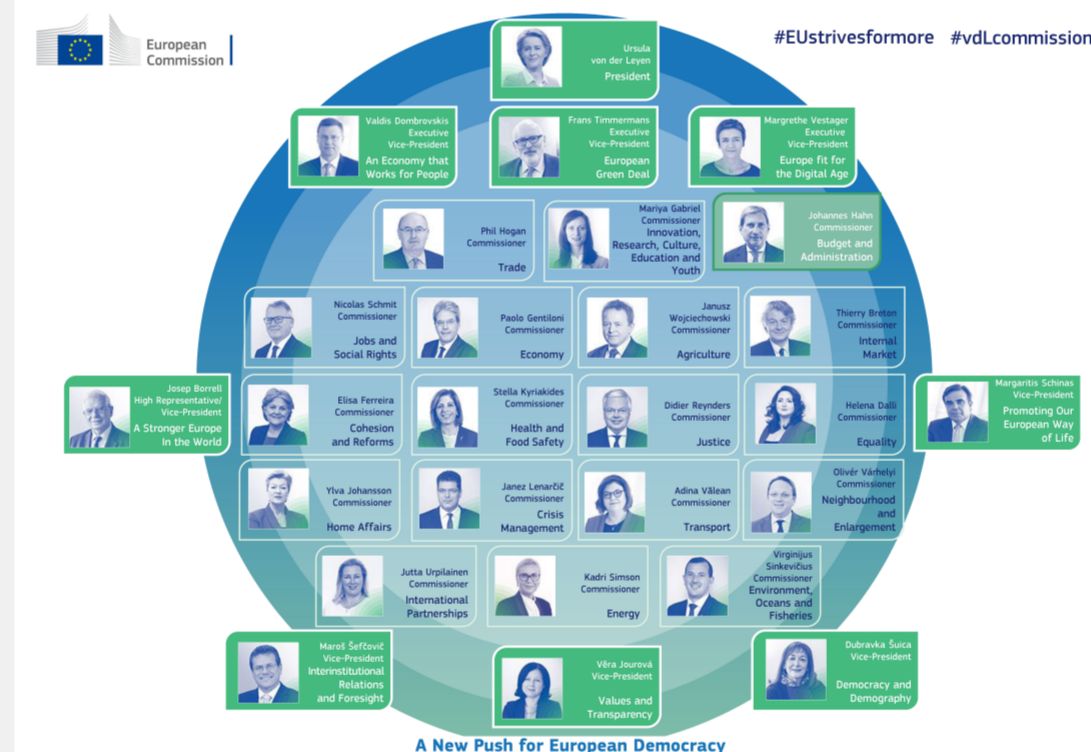 European
Commission
#EUstrivesformore #vdLcommission
Ursula
von der Leyen
President
Valdis Dombrovskis
Executive
Vice-President
An Economy that
Works for People
Frans Timmermans
Executive
Vice-President
European
Green Deal
Margrethe Vestager
Executive
Vice-President
Europe fit for
the Digital Age
Phil Hogan
Commissioner
Trade
Mariya Gabriel
Commissioner
Innovation,
Research, Culture,
Education and
Youth
Johannes Hahn
Commissioner
Budget and
Administration
Nicolas Schmit
Commissioner
Jobs and
Social Rights
Paolo Gentiloni
Commissioner
Economy
Janusz
Wojciechowski
Commissioner
Agriculture
Thierry Breton
Commissioner
Internal
Market
Josep Borrell
High Representative/
Vice-President
A Stronger Europe
In the World
Elisa Ferreira
Commissioner
Cohesion
and Reforms
Stella Kyriakides
Commissioner
Health and
Food Safety
Didier Reynders
Commissioner
Justice
Helena Dalli
Commissioner
Equality
Margaritis Schinas
Vice-President
Promoting Our
European Way
of Life
Ylva Johansson
Commissioner
Home Affairs
Janez Lenarčič
Commissioner
Crisis
Management
Adina Vălean
Commissioner
Transport
Olivér Várhelyi
Commissioner
Neighbourhood
and
Enlargement
Jutta Urpilainen
Commissioner
International
Partnerships
Kadri Simson
Commissioner
Energy
Virginijus
Sinkevičius
Commissioner
Environment,
Oceans and
Fisheries
Maroš Šefčovič
Vice-President
Interinstitutional
Relations
and Foresight
Věra Jourová
Vice-President
Values and
Transparency
Dubravka Šuica
Vice-President
Democracy and
Demography
A New Push for European Democracy